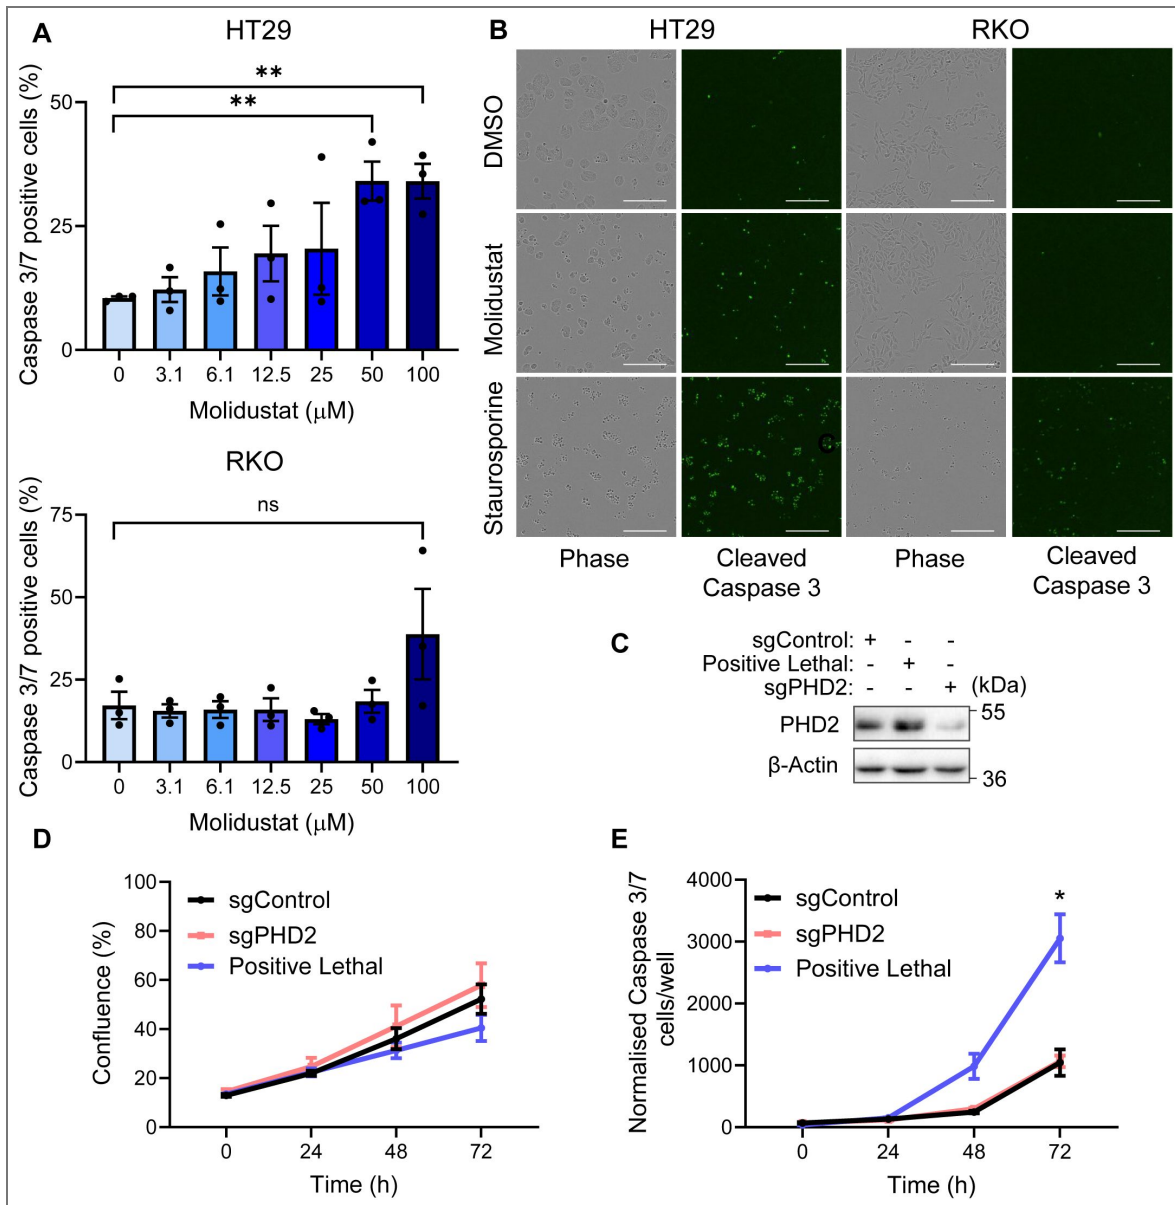 A
HT29
Caspase 3/7 positive cells (%)
50
25
0
**
**
0 3.1 6.1 12.5 25 50 100
Molidustat (μM)
RKO
Caspase 3/7 positive cells (%)
75
50
25
0
ns
0 3.1 6.1 12.5 25 50 100
Molidustat (μM)
B
HT29 RKO
DMSO
Molidustat
Staurosporine
C
Phase
Cleaved
Caspase 3
Phase
Cleaved
Caspase 3
C
sgControl: + - -
Positive Lethal: - + -
sgPHD2: - - + (kDa)
PHD2
55
β-Actin
36
D
Confluence (%)
100
80
60
40
20
0
sgControl
sgPHD2
Positive Lethal
0 24 48 72
Time (h)
E
Normalised Caspase 3/7
cells/well
4000
3000
2000
1000
0
sgControl
sgPHD2
Positive Lethal
*
0 24 48 72
Time (h)